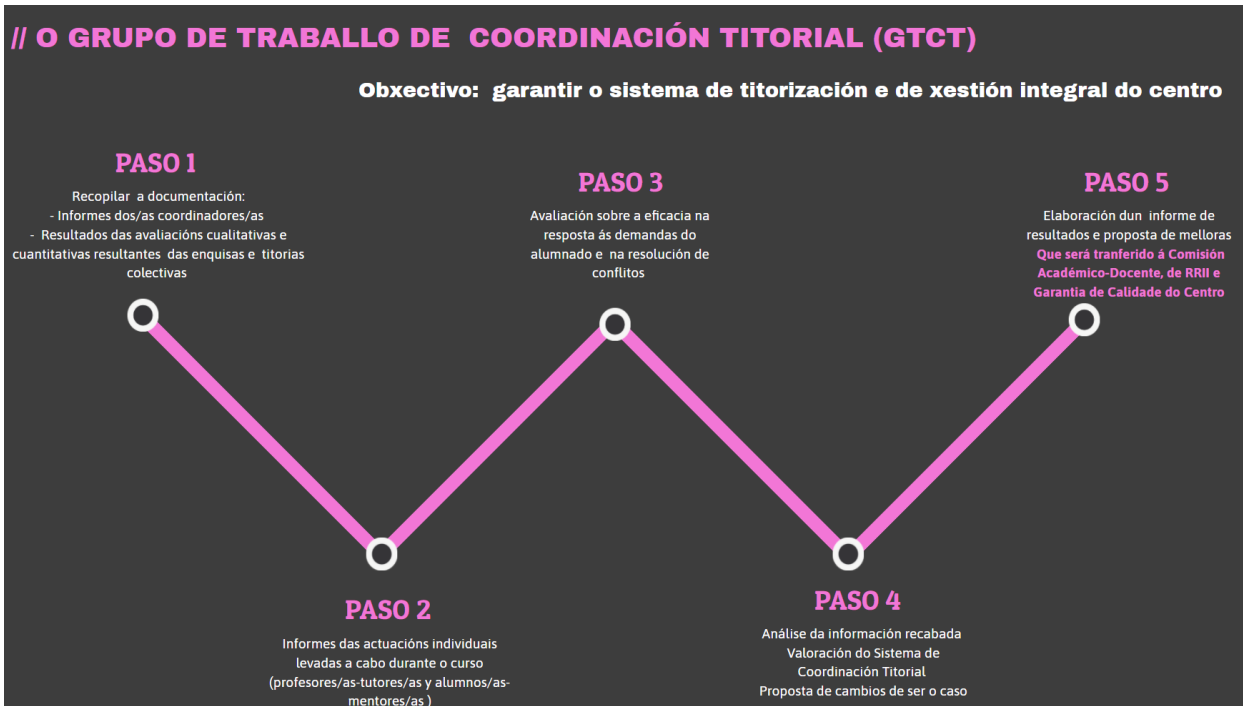 // O GRUPO DE TRABALLO DE COORDINACIÓN TITORIAL (GTCT)
Obxectivo: garantir o sistema de titorización e de xestión integral do centro
PASO 1
Recopilar a documentación:
- Informes dos/as coordinadores/as
- Resultados das avaliacións cualitativas e
cuantitativas resultantes das enquisas e titorias
colectivas
PASO 2
Informes das actuacións individuais
levadas a cabo durante o curso
(profesores/as-tutores/as y alumnos/as-
mentores/as )
PASO 3
Avaliación sobre a eficacia na
resposta ás demandas do
alumnado e na resolución de
conflitos
PASO 4
Análise da información recabada
Valoración do Sistema de
Coordinación Titorial
Proposta de cambios de ser o caso
PASO 5
Elaboración dun informe de
resultados e proposta de melloras
Que será tranferido á Comisión
Académico-Docente, de RRII e
Garantia de Calidade do Centro